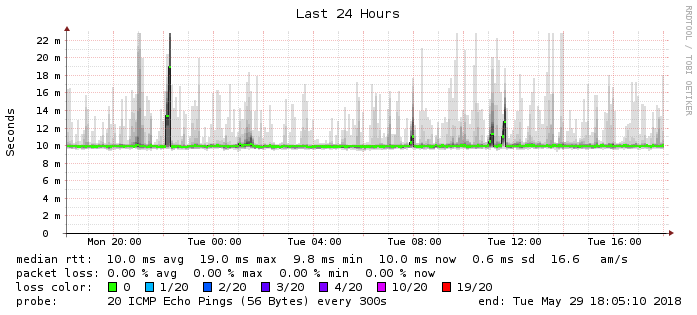 Last 24 Hours
RRDTOOL / TOBI OETIKER
Seconds
22 m
20 m
18 m
16 m
14 m
12 m
10 m
8 m
6 m
4 m
2 m
0
Mon 20:00 Tue 00:00 Tue 04:00 Tue 08:00 Tue 12:00 Tue 16:00
median rtt: 10.0 ms avg 19.0 ms max 9.8 ms min 10.0 ms now 0.6 ms sd 16.6 am/s
packet loss: 0.00 % avg 0.00 % max 0.00 % min 0.00 % now
loss color: 0 1/20 2/20 3/20 4/20 10/20 19/20
probe: 20 ICMP Echo Pings (56 Bytes) every 300s end: Tue May 29 18:05:10 2018